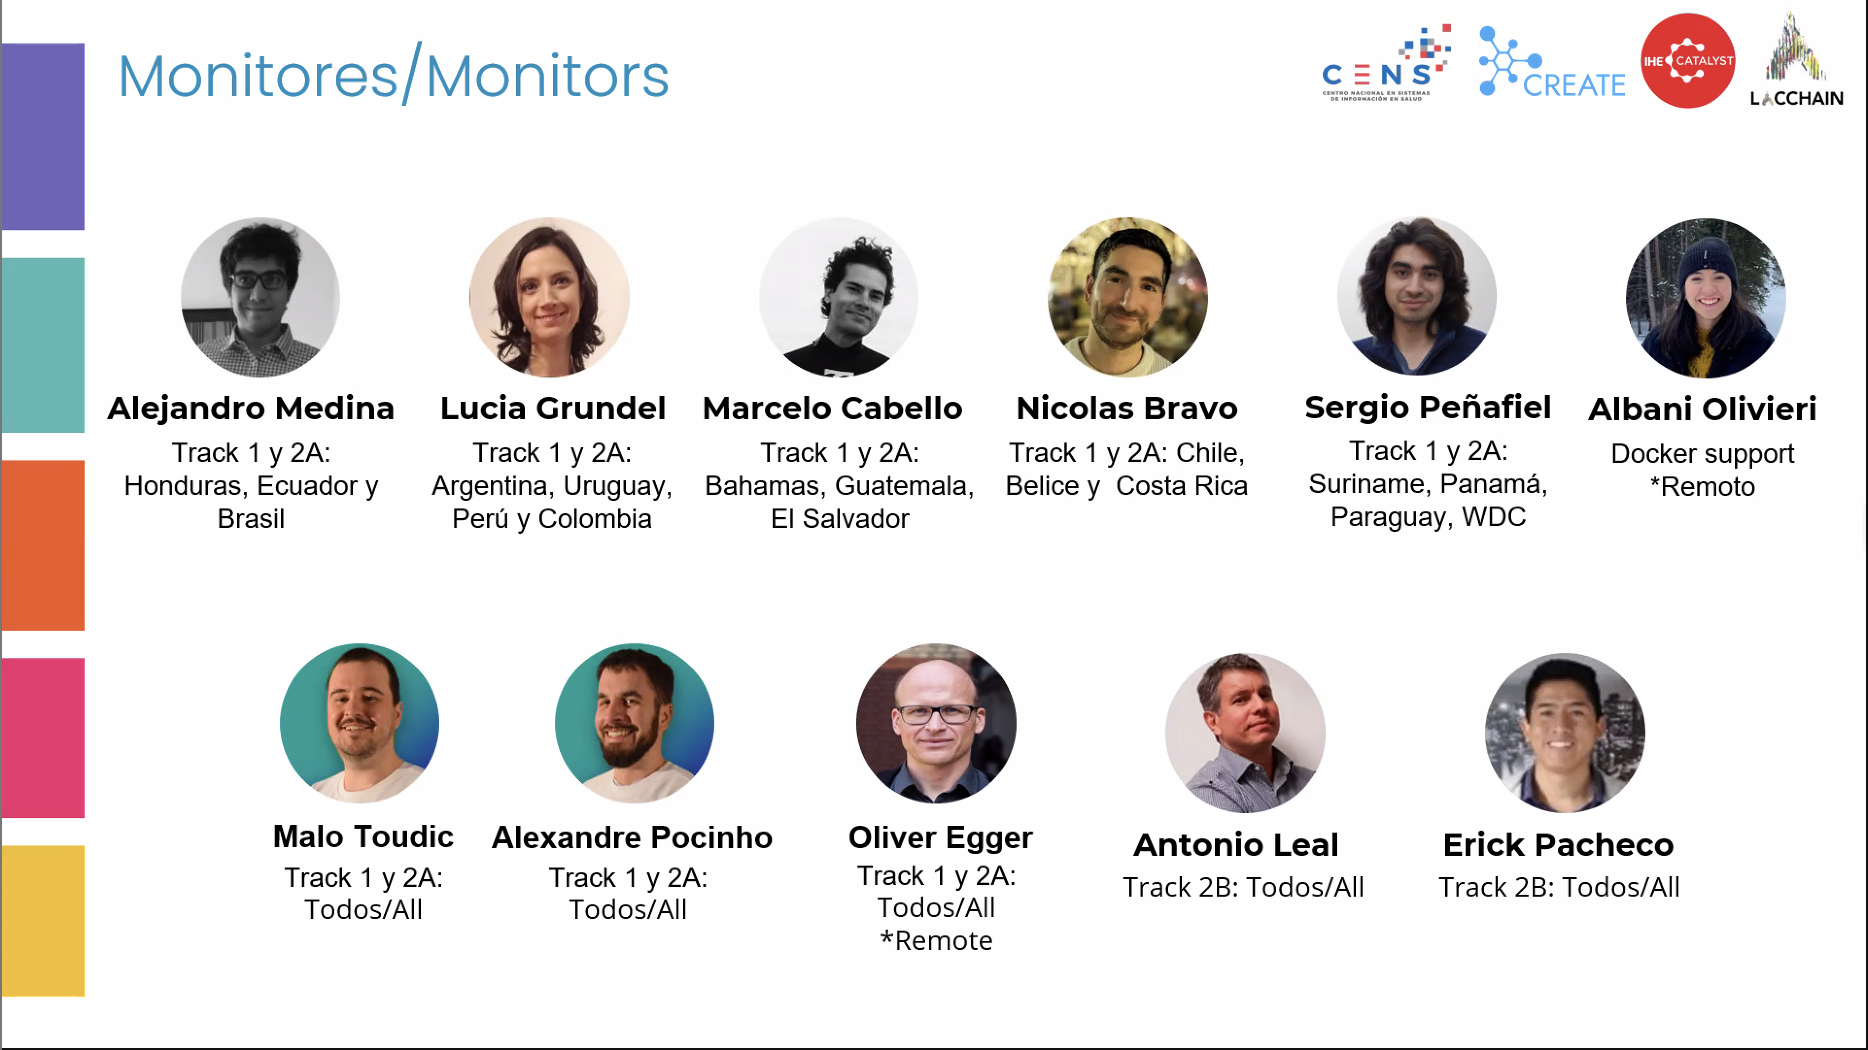 Monitores/Monitors
CENS
CENTRO NACIONAL EN SISTEMAS
DE INFORMACIÓN EN SALUD
CREATE
IHE CATALYST
LACCHAIN
Alejandro Medina
Track 1 y 2A:
Honduras, Ecuador y
Brasil
Lucia Grundel
Track 1 y 2A:
Argentina, Uruguay,
Perú y Colombia
Marcelo Cabello
Track 1 y 2A:
Bahamas, Guatemala,
El Salvador
Nicolas Bravo
Track 1 y 2A: Chile,
Belice y  Costa Rica
Sergio Peñafiel
Track 1 y 2A:
Suriname, Panamá,
Paraguay, WDC
Albani Olivieri
Docker support
*Remoto
Malo Toudic
Track 1 y 2A:
Todos/All
Alexandre Pocinho
Track 1 y 2A:
Todos/All
Oliver Egger
Track 1 y 2A:
Todos/All
*Remote
Antonio Leal
Track 2B: Todos/All
Erick Pacheco
Track 2B: Todos/All